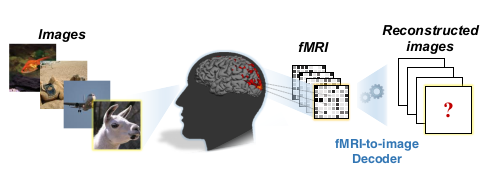 Images
fMRI
Reconstructed
images
?
fMRI-to-image
Decoder